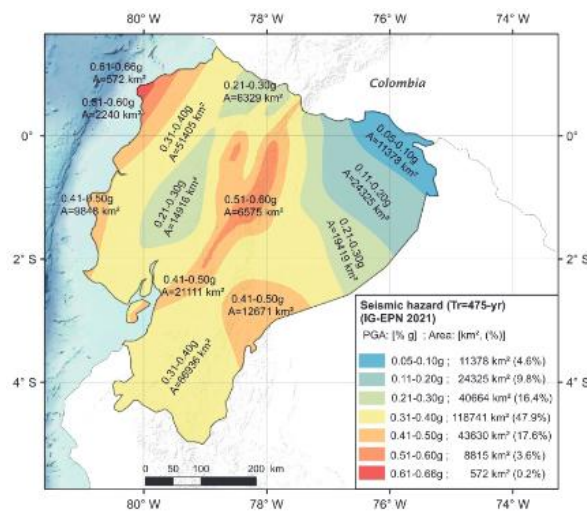 80° W
78° W
76° W
74° W
0.61-0.66g
A=572 km²
0.51-0.60g
A=2240 km²
0.21-0.30g
A=6329 km²
Colombia
0.31-0.40g
A=51405 km²
0.05-0.10g
A=11378 km²
0.11-0.20g
A=24325 km²
0°
0°
0.41-0.50g
A=9848 km²
0.21-0.30g
A=14916 km²
0.51-0.60g
A=6575 km²
0.21-0.30g
A=19419 km²
2° S
2° S
0.41-0.50g
A=21111 km²
0.41-0.50g
A=12671 km²
0.31-0.40g
A=66936 km²
4° S
Seismic hazard (Tr=475-yr)
(IG-EPN 2021)
PGA: [% g] ; Area: [km², (%)]
0.05-0.10g ; 11378 km² (4.6%)
0.11-0.20g ; 24325 km² (9.8%)
0.21-0.30g ; 40664 km² (16.4%)
0.31-0.40g ; 118741 km² (47.9%)
0.41-0.50g ; 43630 km² (17.6%)
0.51-0.60g ; 8815 km² (3.6%)
0.61-0.66g ; 572 km² (0.2%)
4° S
0 50 100 200
km
80° W
78° W
76° W
74° W